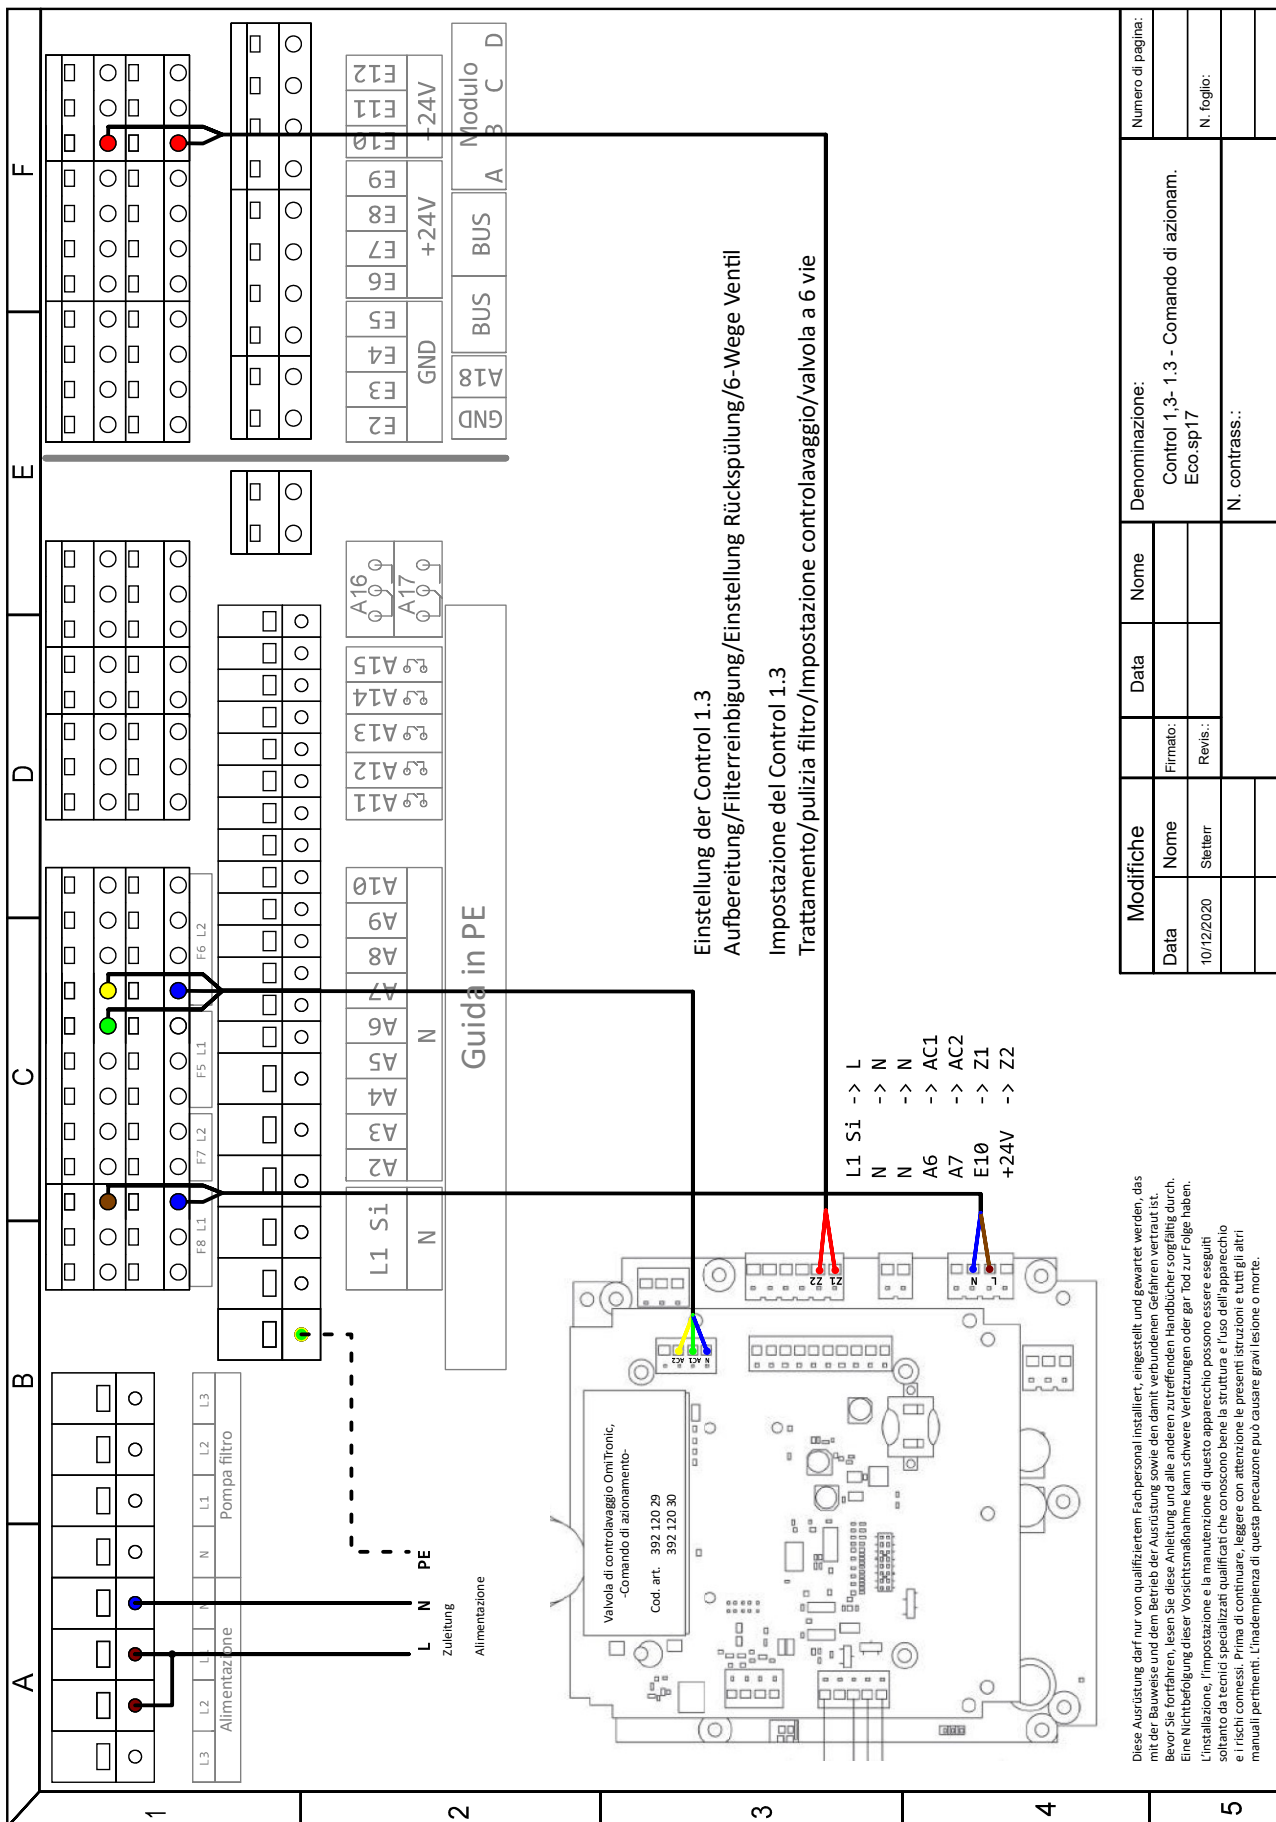 A
B
C
D
E
F
1
2
3
4
5
Alimentazione
L3
L2
L1
N
Pompa filtro
N
L1
L2
L3
F8 L1
F7 L2
F5 L1
F6 L2
L1 Si
N
A2
A3
A4
A5
A6
A7
A8
A9
A10
N
A11
A12
A13
A14
A15
A16
A17
Guida in PE
E2
E3
E4
E5
E6
E7
E8
E9
E10
E11
E12
GND
+24V
+24V
GND
A18
BUS
BUS
Modulo
A B C D
L
N
PE
Zuleitung
Alimentazione
Einstellung der Control 1.3
Aufbereitung/Filterreinbigung/Einstellung Rückspülung/6-Wege Ventil
Impostazione del Control 1.3
Trattamento/pulizia filtro/Impostazione controlavaggio/valvola a 6 vie
Valvola di controlavaggio OmniTronic,
-Comando di azionamento-
Cod. art. 392 120 29
392 120 30
AC2
AC1
N
Z2
Z1
N
L
L1 Si -> L
N -> N
N -> N
A6 -> AC1
A7 -> AC2
E10 -> Z1
+24V -> Z2
Diese Ausrüstung darf nur von qualifiziertem Fachpersonal installiert, eingestellt und gewartet werden, das
mit der Bauweise und dem Betrieb der Ausrüstung sowie den damit verbundenen Gefahren vertraut ist.
Bevor Sie fortfahren, lesen Sie diese Anleitung und alle anderen zutreffenden Handbücher sorgfältig durch.
Eine Nichtbefolgung dieser Vorsichtsmaßnahme kann schwere Verletzungen oder gar Tod zur Folge haben.
L'installazione, l'impostazione e la manutenzione di questo apparecchio possono essere eseguiti
soltanto da tecnici specializzati qualificati che conoscono bene la struttura e l'uso dell'apparecchio
e i rischi connessi. Prima di continuare, leggere con attenzione le presenti istruzioni e tutti gli altri
manuali pertinenti. L'inadempienza di questa precauzone può causare gravi lesione o morte.
Modifiche
Data
Nome
10/12/2020
Stetterr
Data
Nome
Firmato:
Revis.:
Denominazione:
Control 1,3- 1.3 - Comando di azionam.
Eco.sp17
N. contrass.:
Numero di pagina:
N. foglio: